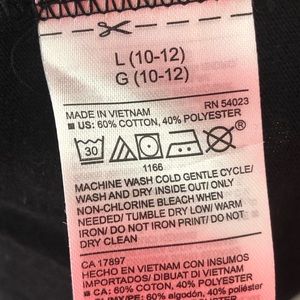 L (10-12)
G (10-12)
MADE IN VIETNAM RN 54023
■ US: 60% COTTON, 40% POLYESTER
30
1166
MACHINE WASH COLD GENTLE CYCLE/
WASH AND DRY INSIDE OUT/ ONLY
NON-CHLORINE BLEACH WHEN
NEEDED/ TUMBLE DRY LOW/ WARM
IRON/ DO NOT IRON PRINT/ DO NOT
DRY CLEAN
CA 17897
HECHO EN VIETNAM CON INSUMOS
IMPORTADOS/ DIBUAT DI VIETNAM
■ CA: 60% COTON, 40% POLYESTER
60% algodón, 40% poliéster